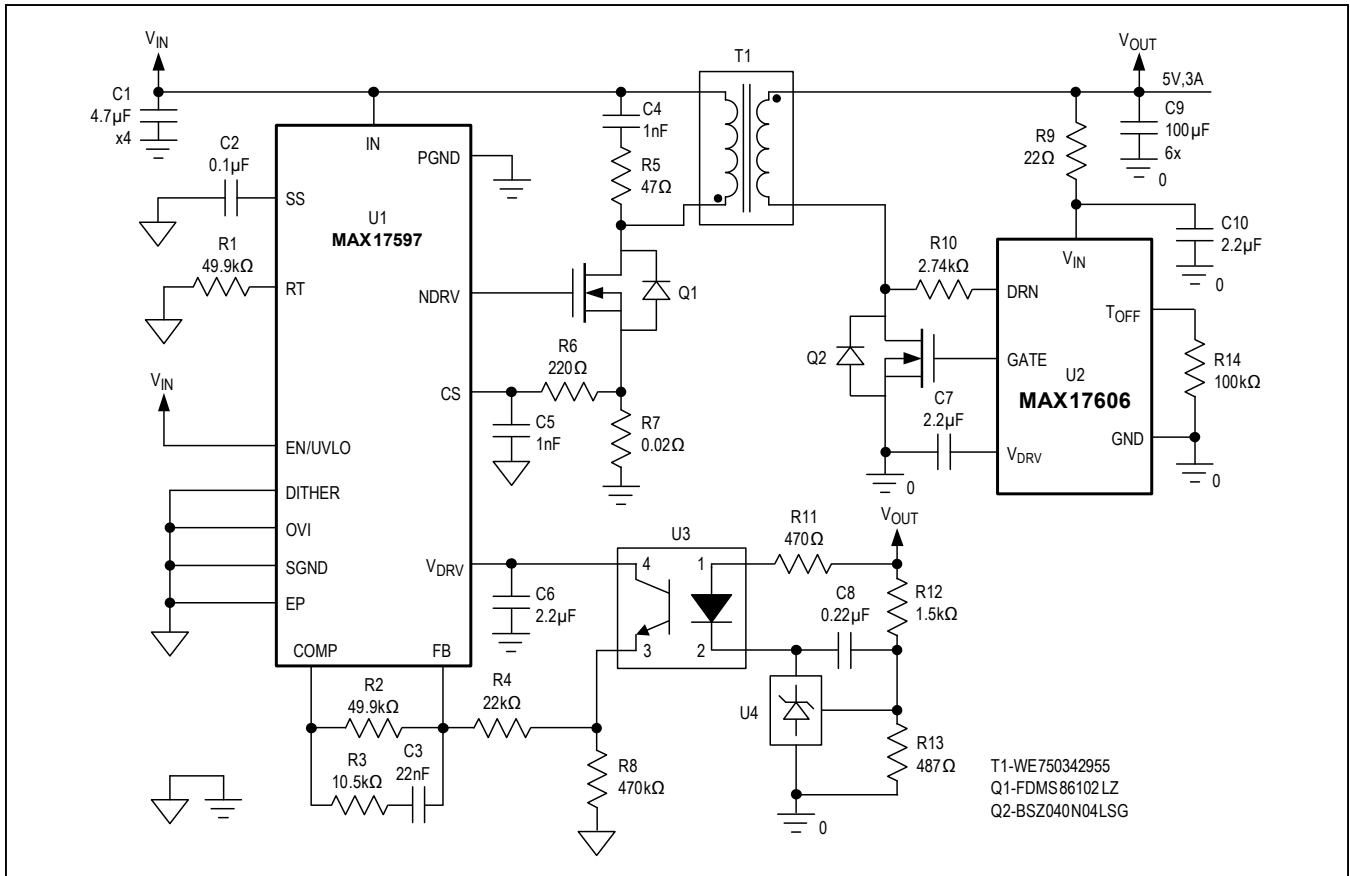 VIN
C1
4.7µF
x4
C2
0.1µF
SS
R1
49.9kΩ
RT
VIN
EN/UVLO
DITHER
OVI
SGND
EP
COMP
FB
IN
PGND
U1
MAX17597
NDRV
CS
VDRV
C4
1nF
R5
47Ω
Q1
R6
220Ω
C5
1nF
R7
0.02Ω
C6
2.2µF
R2
49.9kΩ
R3
10.5kΩ
C3
22nF
R4
22kΩ
R8
470kΩ
T1
VOUT
5V,3A
C9
100µF
6x
0
R9
22Ω
C10
2.2µF
0
R10
2.74kΩ
VIN
DRN
TOFF
GATE
U2
MAX17606
GND
VDRV
R14
100kΩ
0
Q2
C7
2.2µF
0
U3
4
1
3
2
R11
470Ω
VOUT
R12
1.5kΩ
C8
0.22µF
U4
R13
487Ω
0
T1-WE750342955
Q1-FDMS86102LZ
Q2-BSZ040N04LSG